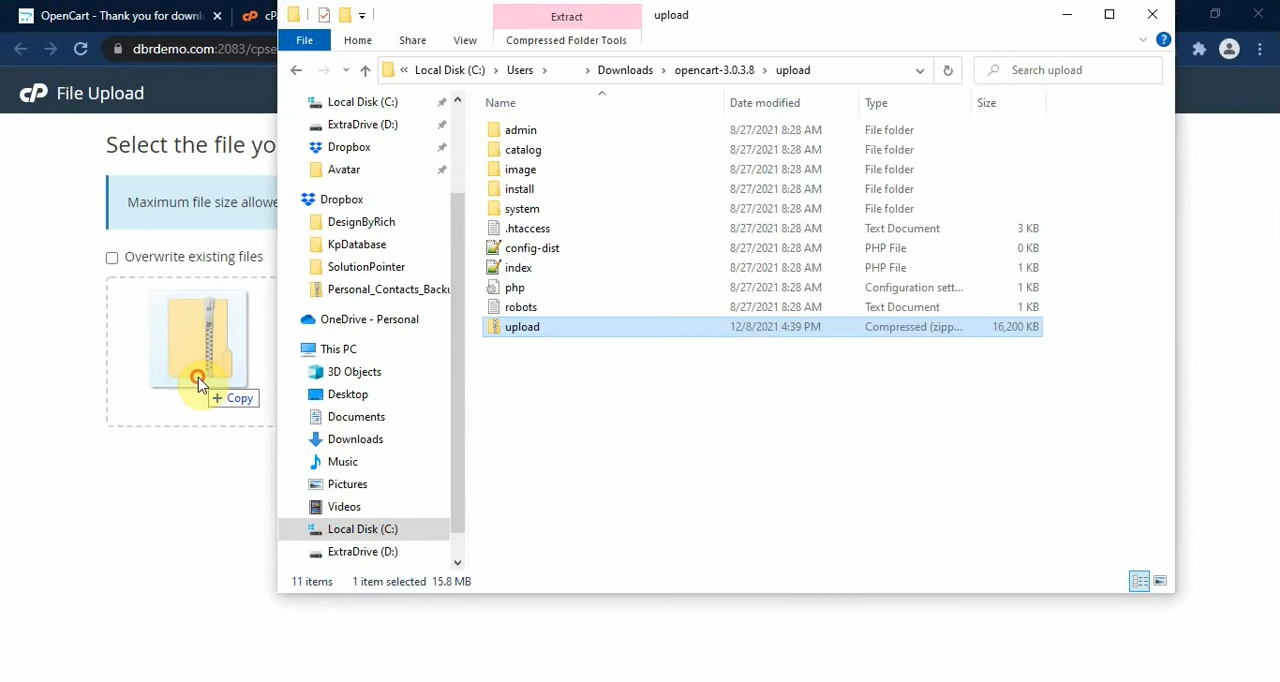 OpenCart - Thank you for downl
cP
dbrdemo.com:2083/cpse
cP File Upload
Select the file yo
Maximum file size allowe
Overwrite existing files
+ Copy
Extract
upload
File
Home
Share
View
Compressed Folder Tools
« Local Disk (C:) › Users › › Downloads › opencart-3.0.3.8 › upload
Search upload
Local Disk (C:)
ExtraDrive (D:)
Dropbox
Avatar
Dropbox
DesignByRich
KpDatabase
SolutionPointer
Personal_Contacts_Backu
OneDrive - Personal
This PC
3D Objects
Desktop
Documents
Downloads
Music
Pictures
Videos
Local Disk (C:)
ExtraDrive (D:)
Name Date modified Type Size
admin 8/27/2021 8:28 AM File folder
catalog 8/27/2021 8:28 AM File folder
image 8/27/2021 8:28 AM File folder
install 8/27/2021 8:28 AM File folder
system 8/27/2021 8:28 AM File folder
.htaccess 8/27/2021 8:28 AM Text Document 3 KB
config-dist 8/27/2021 8:28 AM PHP File 0 KB
index 8/27/2021 8:28 AM PHP File 1 KB
php 8/27/2021 8:28 AM Configuration sett... 1 KB
robots 8/27/2021 8:28 AM Text Document 1 KB
upload 12/8/2021 4:39 PM Compressed (zipp... 16,200 KB
11 items 1 item selected 15.8 MB